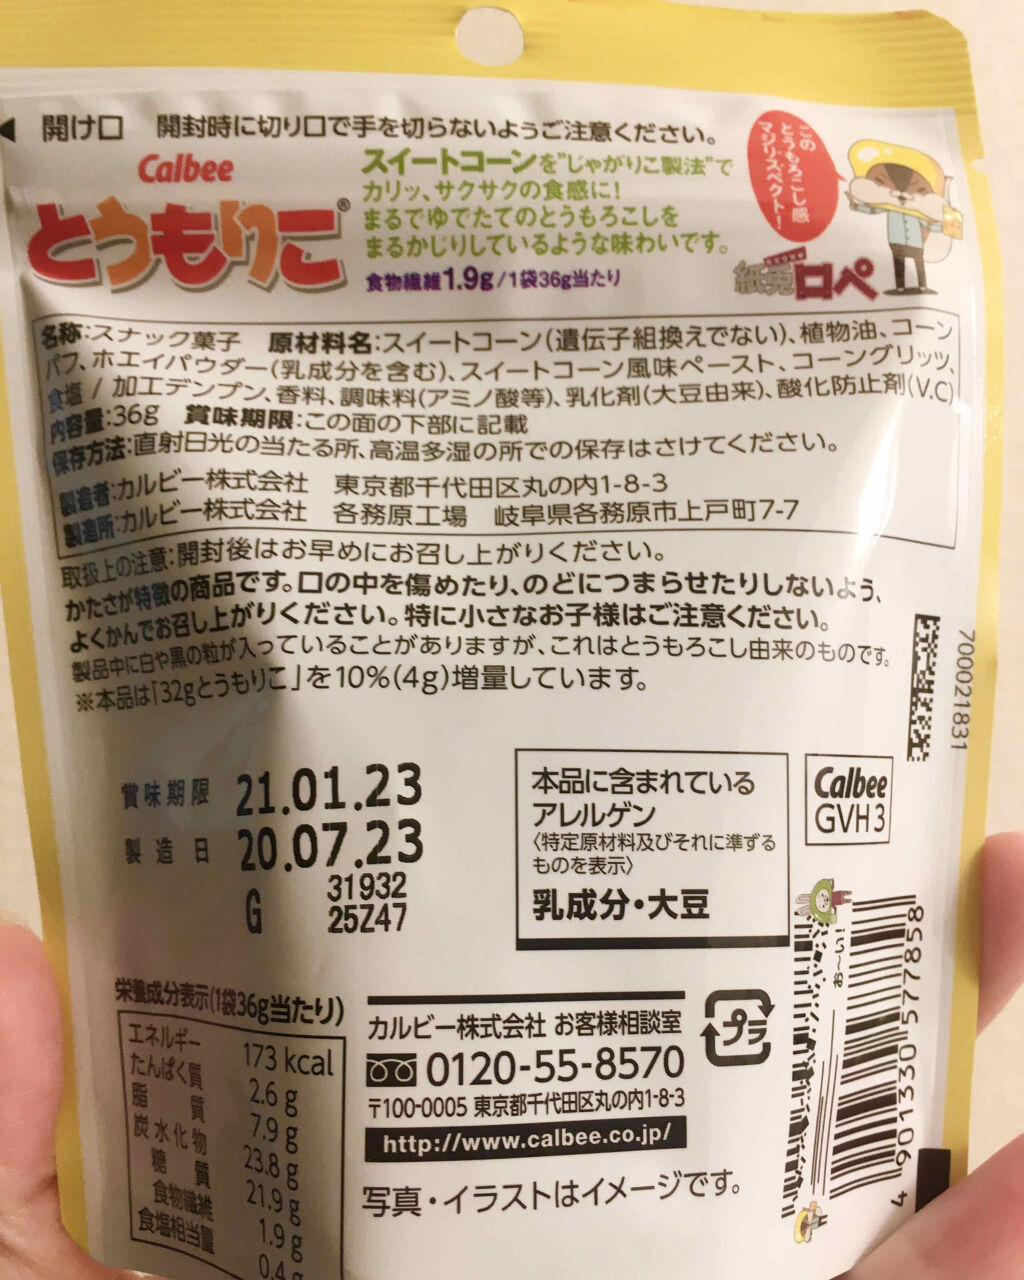 開け口 開封時に切り口で手を切らないようご注意ください。
Calbee
とうもりこ®
スイートコーンを"じゃがりこ製法"で
カリッ、サクサクの食感に!
まるでゆでたてのとうもろこしを
まるかじりしているような味わいです。
食物繊維1.9g/1袋36g当たり
この
とうもろこし感
マジリスペクト!
紙兎ロペ
名称:スナック菓子 原材料名:スイートコーン(遺伝子組換えでない)、植物油、コーン
パフ、ホエイパウダー(乳成分を含む)、スイートコーン風味ペースト、コーングリッツ、
食塩 / 加工デンプン、香料、調味料(アミノ酸等)、乳化剤(大豆由来)、酸化防止剤(V.C)
内容量:36g 賞味期限:この面の下部に記載
保存方法:直射日光の当たる所、高温多湿の所での保存はさけてください。
製造者:カルビー株式会社 東京都千代田区丸の内1-8-3
製造所:カルビー株式会社 各務原工場 岐阜県各務原市上戸町7-7
取扱上の注意:開封後はお早めにお召し上がりください。
かたさが特徴の商品です。口の中を傷めたり、のどにつまらせたりしないよう、
よくかんでお召し上がりください。特に小さなお子様はご注意ください。
製品中に白や黒の粒が入っていることがありますが、これはとうもろこし由来のものです。
※本品は「32gとうもりこ」を10%(4g)増量しています。
700021831
賞味期限 21.01.23
製造日 20.07.23
G 31932
25Z47
本品に含まれている
アレルゲン
〈特定原材料及びそれに準ずる
ものを表示〉
乳成分・大豆
Calbee
GVH3
栄養成分表示(1袋36g当たり)
エネルギー 173 kcal
たんぱく質 2.6 g
脂質 7.9 g
炭水化物 23.8 g
糖質 21.9 g
食物繊維 1.9 g
食塩相当量 0.4 g
カルビー株式会社 お客様相談室
0120-55-8570
〒100-0005 東京都千代田区丸の内1-8-3
http://www.calbee.co.jp/
写真・イラストはイメージです。
プラ
お〜い!
4 901330 577858